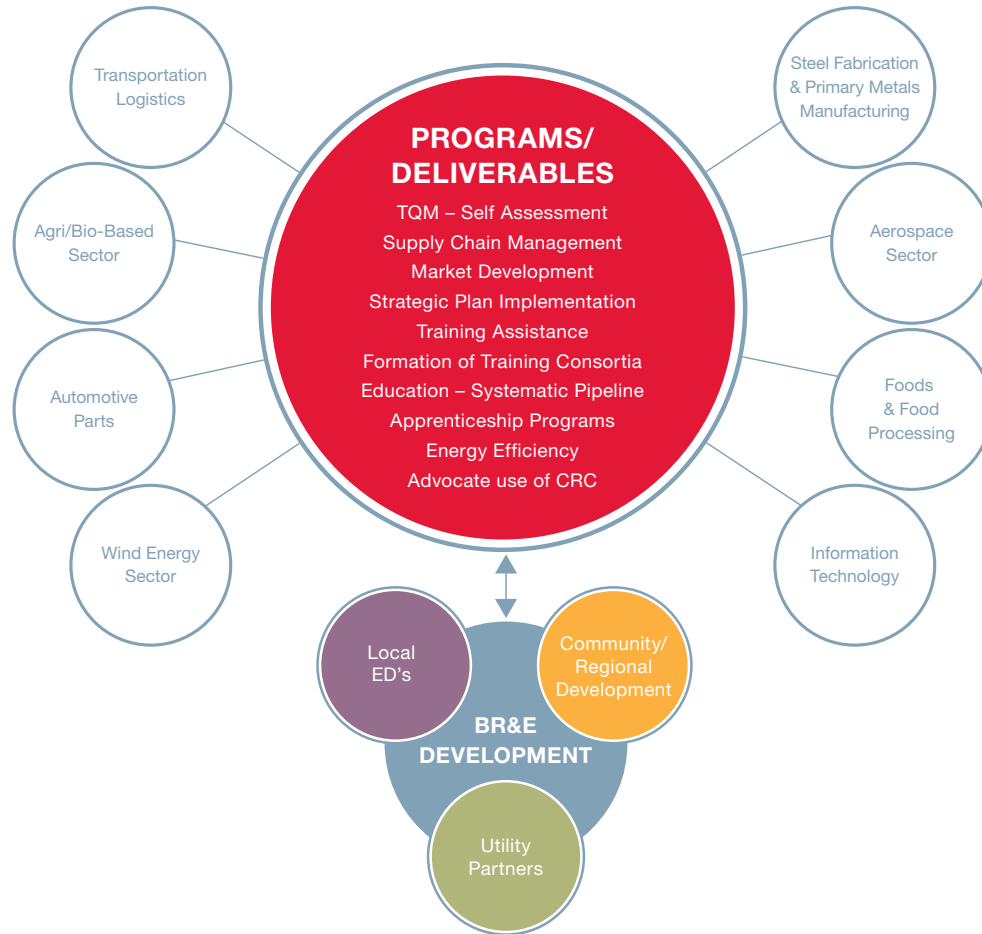 Transportation
Logistics
Agri/Bio-Based
Sector
Automotive
Parts
Wind Energy
Sector
PROGRAMS/
DELIVERABLES
TQM – Self Assessment
Supply Chain Management
Market Development
Strategic Plan Implementation
Training Assistance
Formation of Training Consortia
Education – Systematic Pipeline
Apprenticeship Programs
Energy Efficiency
Advocate use of CRC
Steel Fabrication
& Primary Metals
Manufacturing
Aerospace
Sector
Foods
& Food
Processing
Information
Technology
Local
ED's
Community/
Regional
Development
BR&E
DEVELOPMENT
Utility
Partners